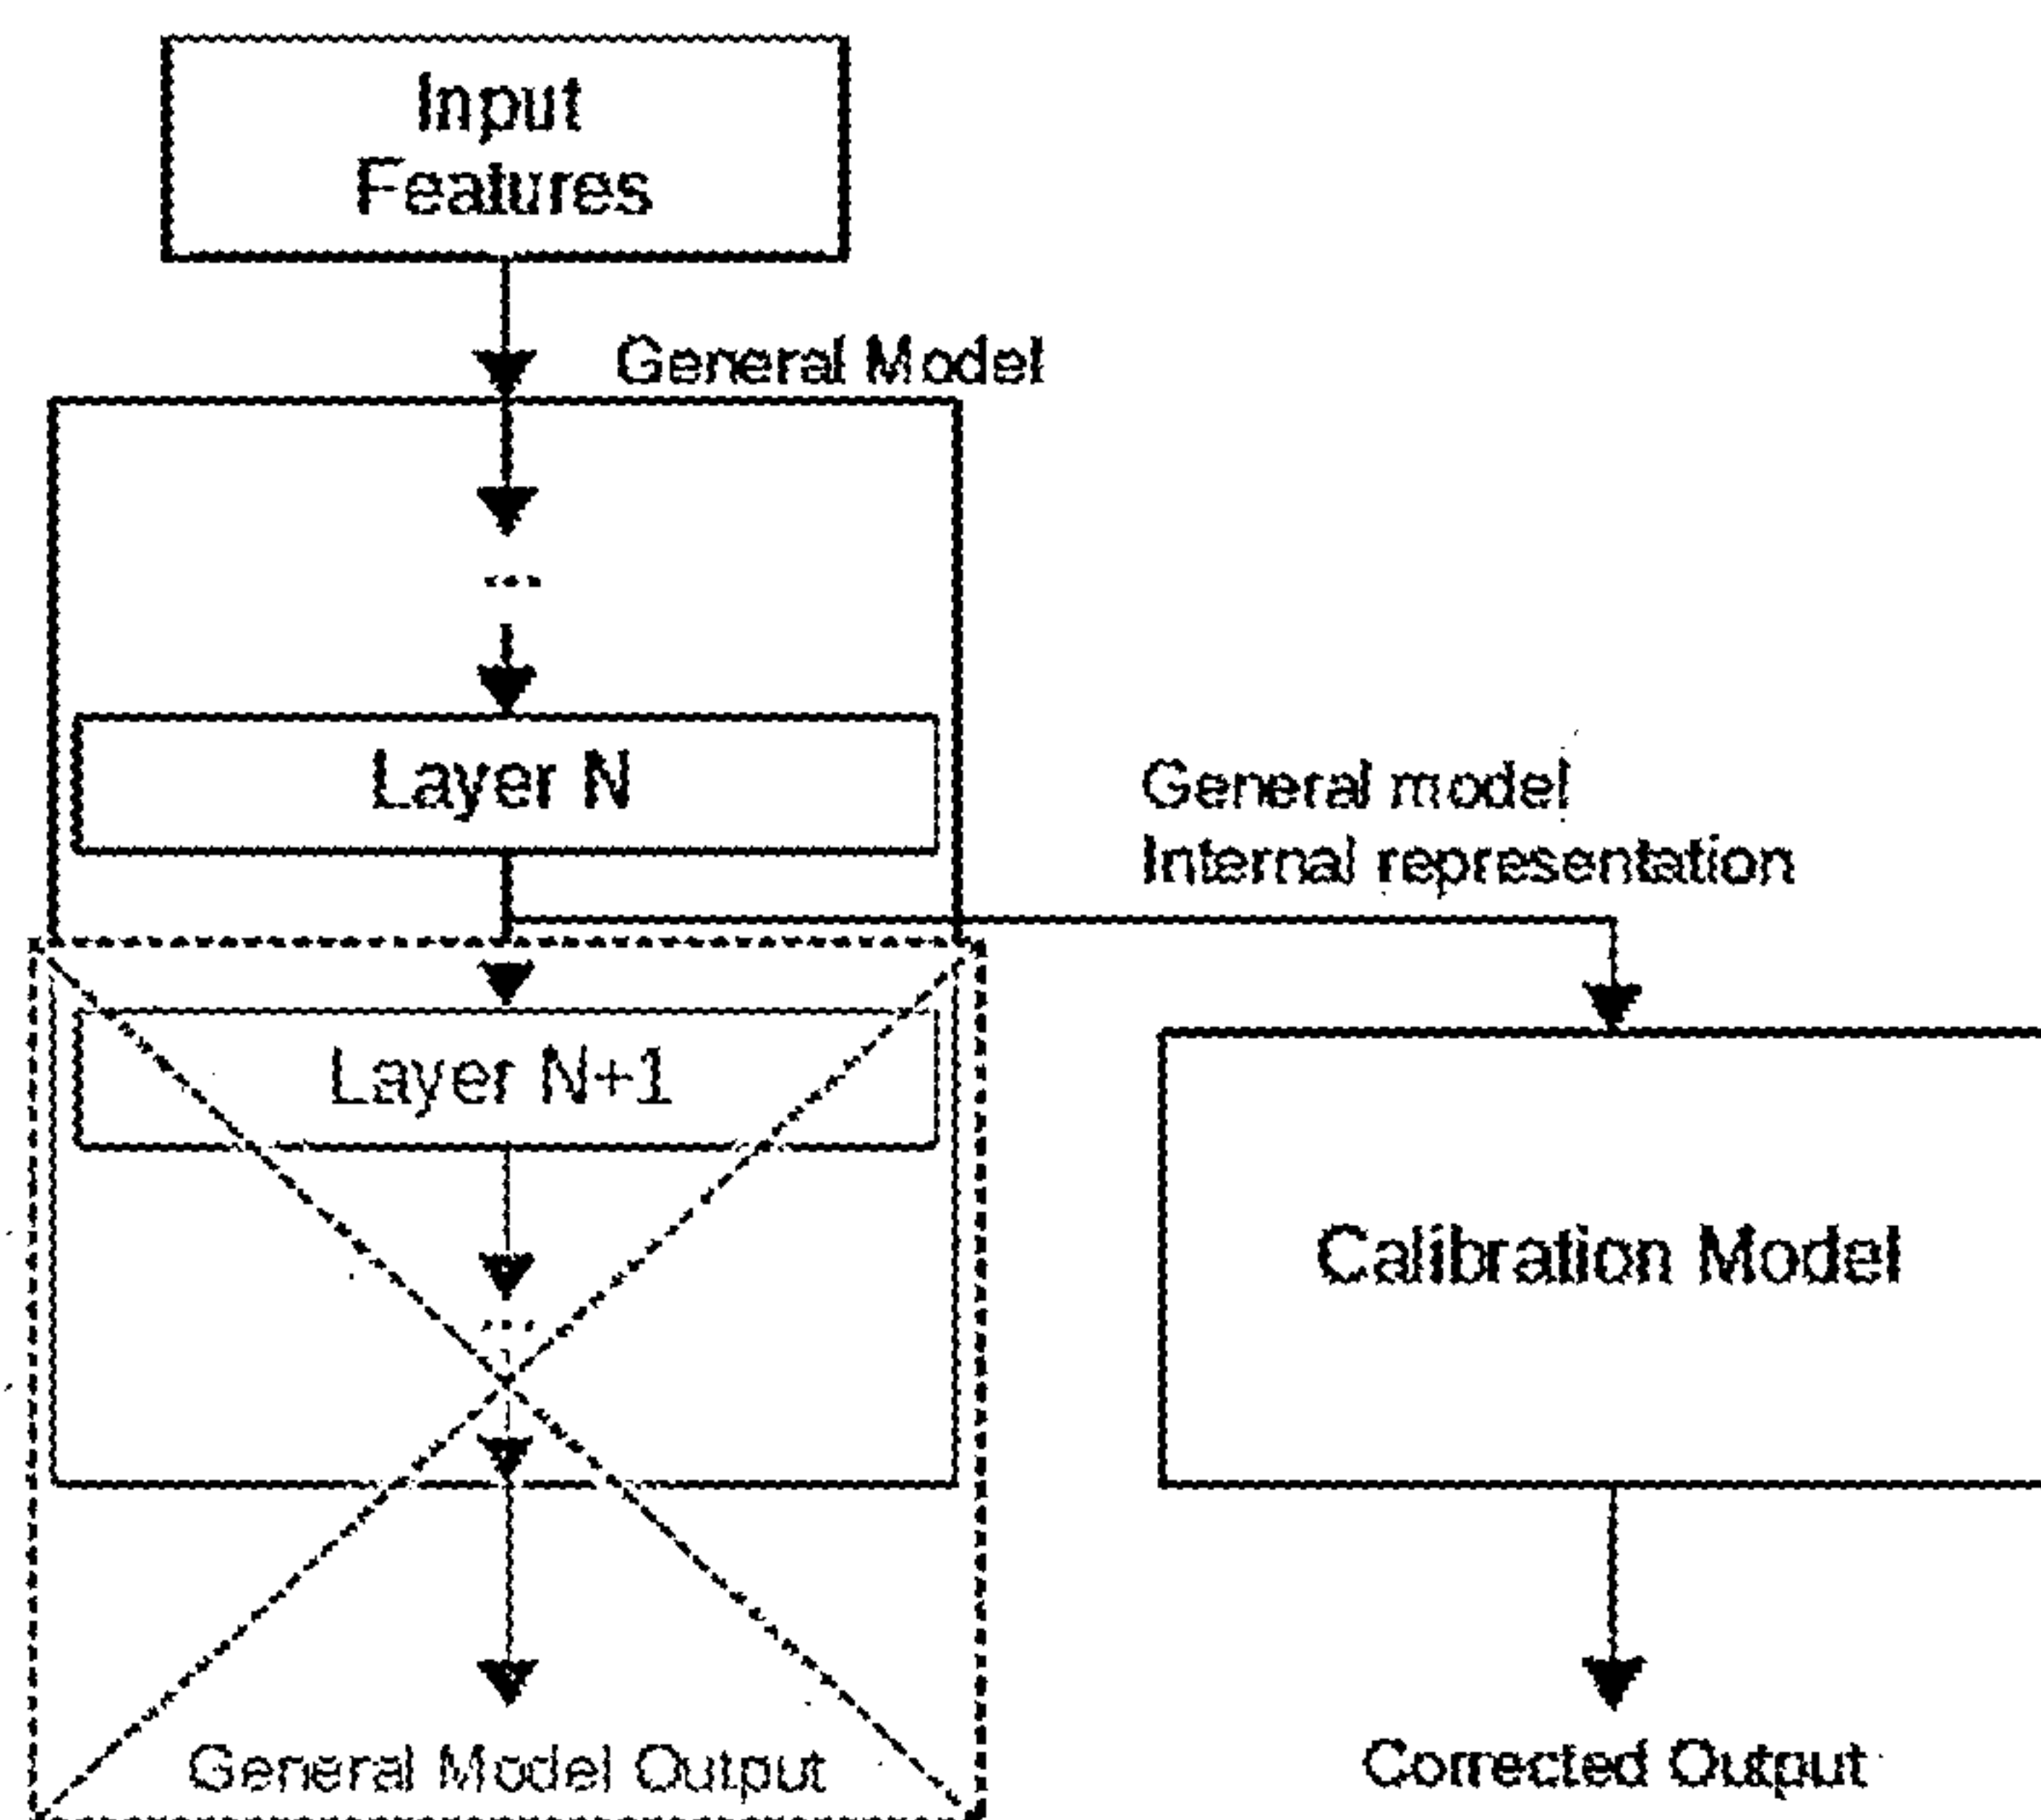 Input
Features
General Model
...
Layer N
General model
Internal representation
Layer N+1
...
Calibration Model
General Model Output
Corrected Output